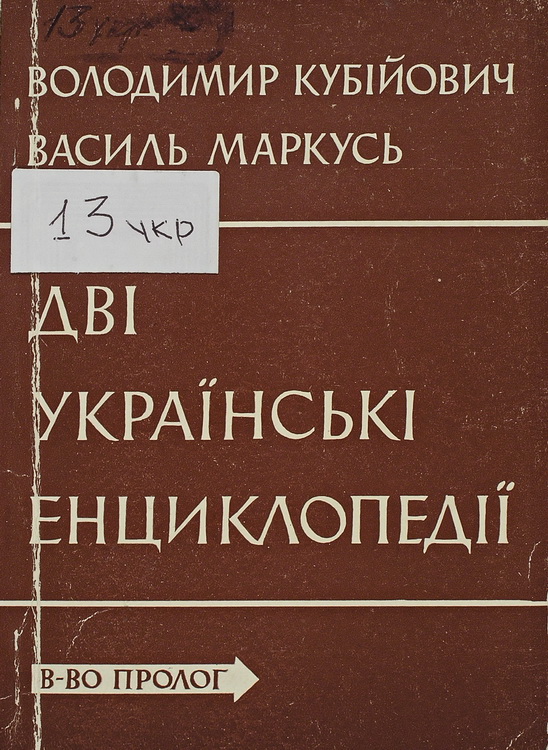 13 укр
ВОЛОДИМИР КУБІЙОВИЧ
ВАСИЛЬ МАРКУСЬ
13 укр
ДВІ
УКРАЇНСЬКІ
ЕНЦИКЛОПЕДІЇ
В-ВО ПРОЛОГ